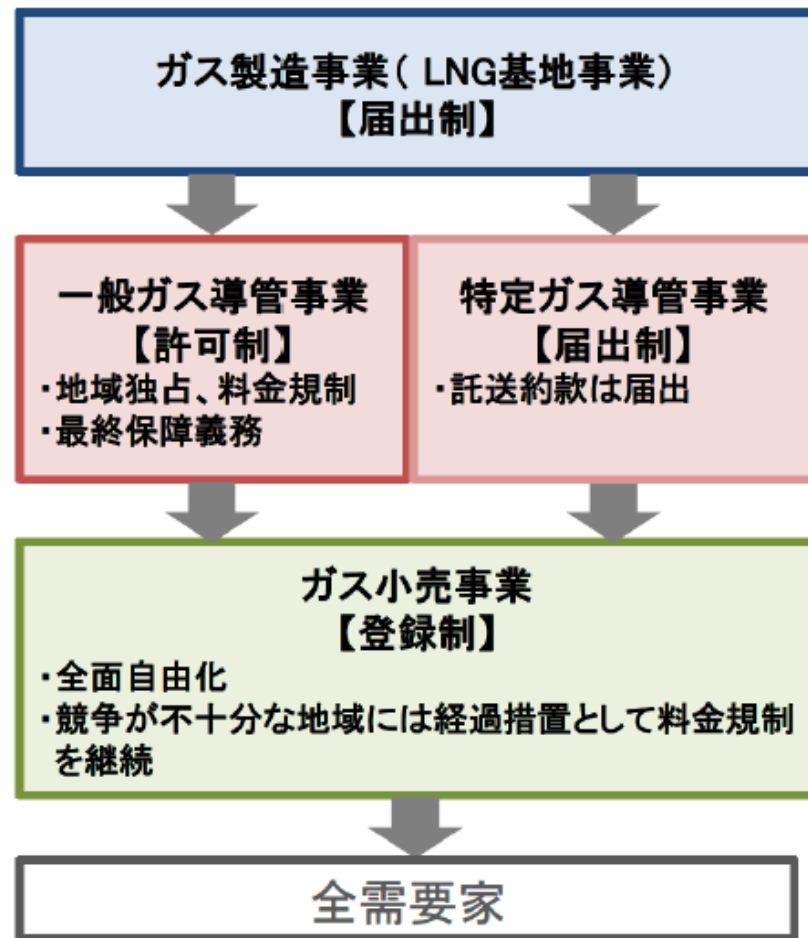 ガス製造事業( LNG基地事業)
【届出制】
一般ガス導管事業
【許可制】
・地域独占、料金規制
・最終保障義務
特定ガス導管事業
【届出制】
・託送約款は届出
ガス小売事業
【登録制】
・全面自由化
・競争が不十分な地域には経過措置として料金規制
を継続
全需要家